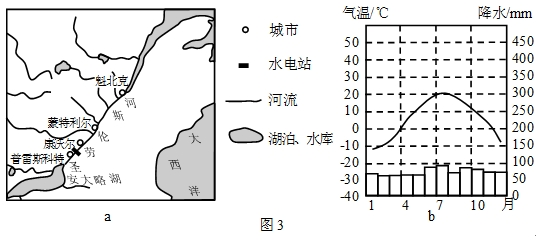 魁北克
蒙特利尔
康沃尔
普雷斯科特
圣劳伦斯河
安大略湖
大西洋
a
城市
水电站
河流
湖泊、水库
图3
气温/℃
降水/mm
50
40
30
20
10
0
-10
-20
-30
-40
500
450
400
350
300
250
200
150
100
50
0
1 4 7 10 月
b